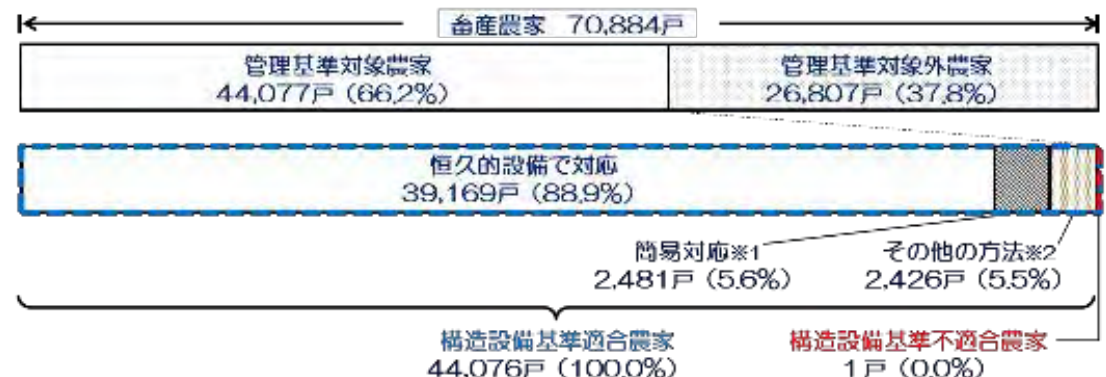 畜産農家 70,884戸
管理基準対象農家
44,077戸 (66.2%)
管理基準対象外農家
26,807戸 (37.8%)
恒久的設備で対応
39,169戸 (88.9%)
簡易対応※1
2,481戸 (5.6%)
その他の方法※2
2,426戸 (5.5%)
構造設備基準適合農家
44,076戸 (100.0%)
構造設備基準不適合農家
1戸 (0.0%)